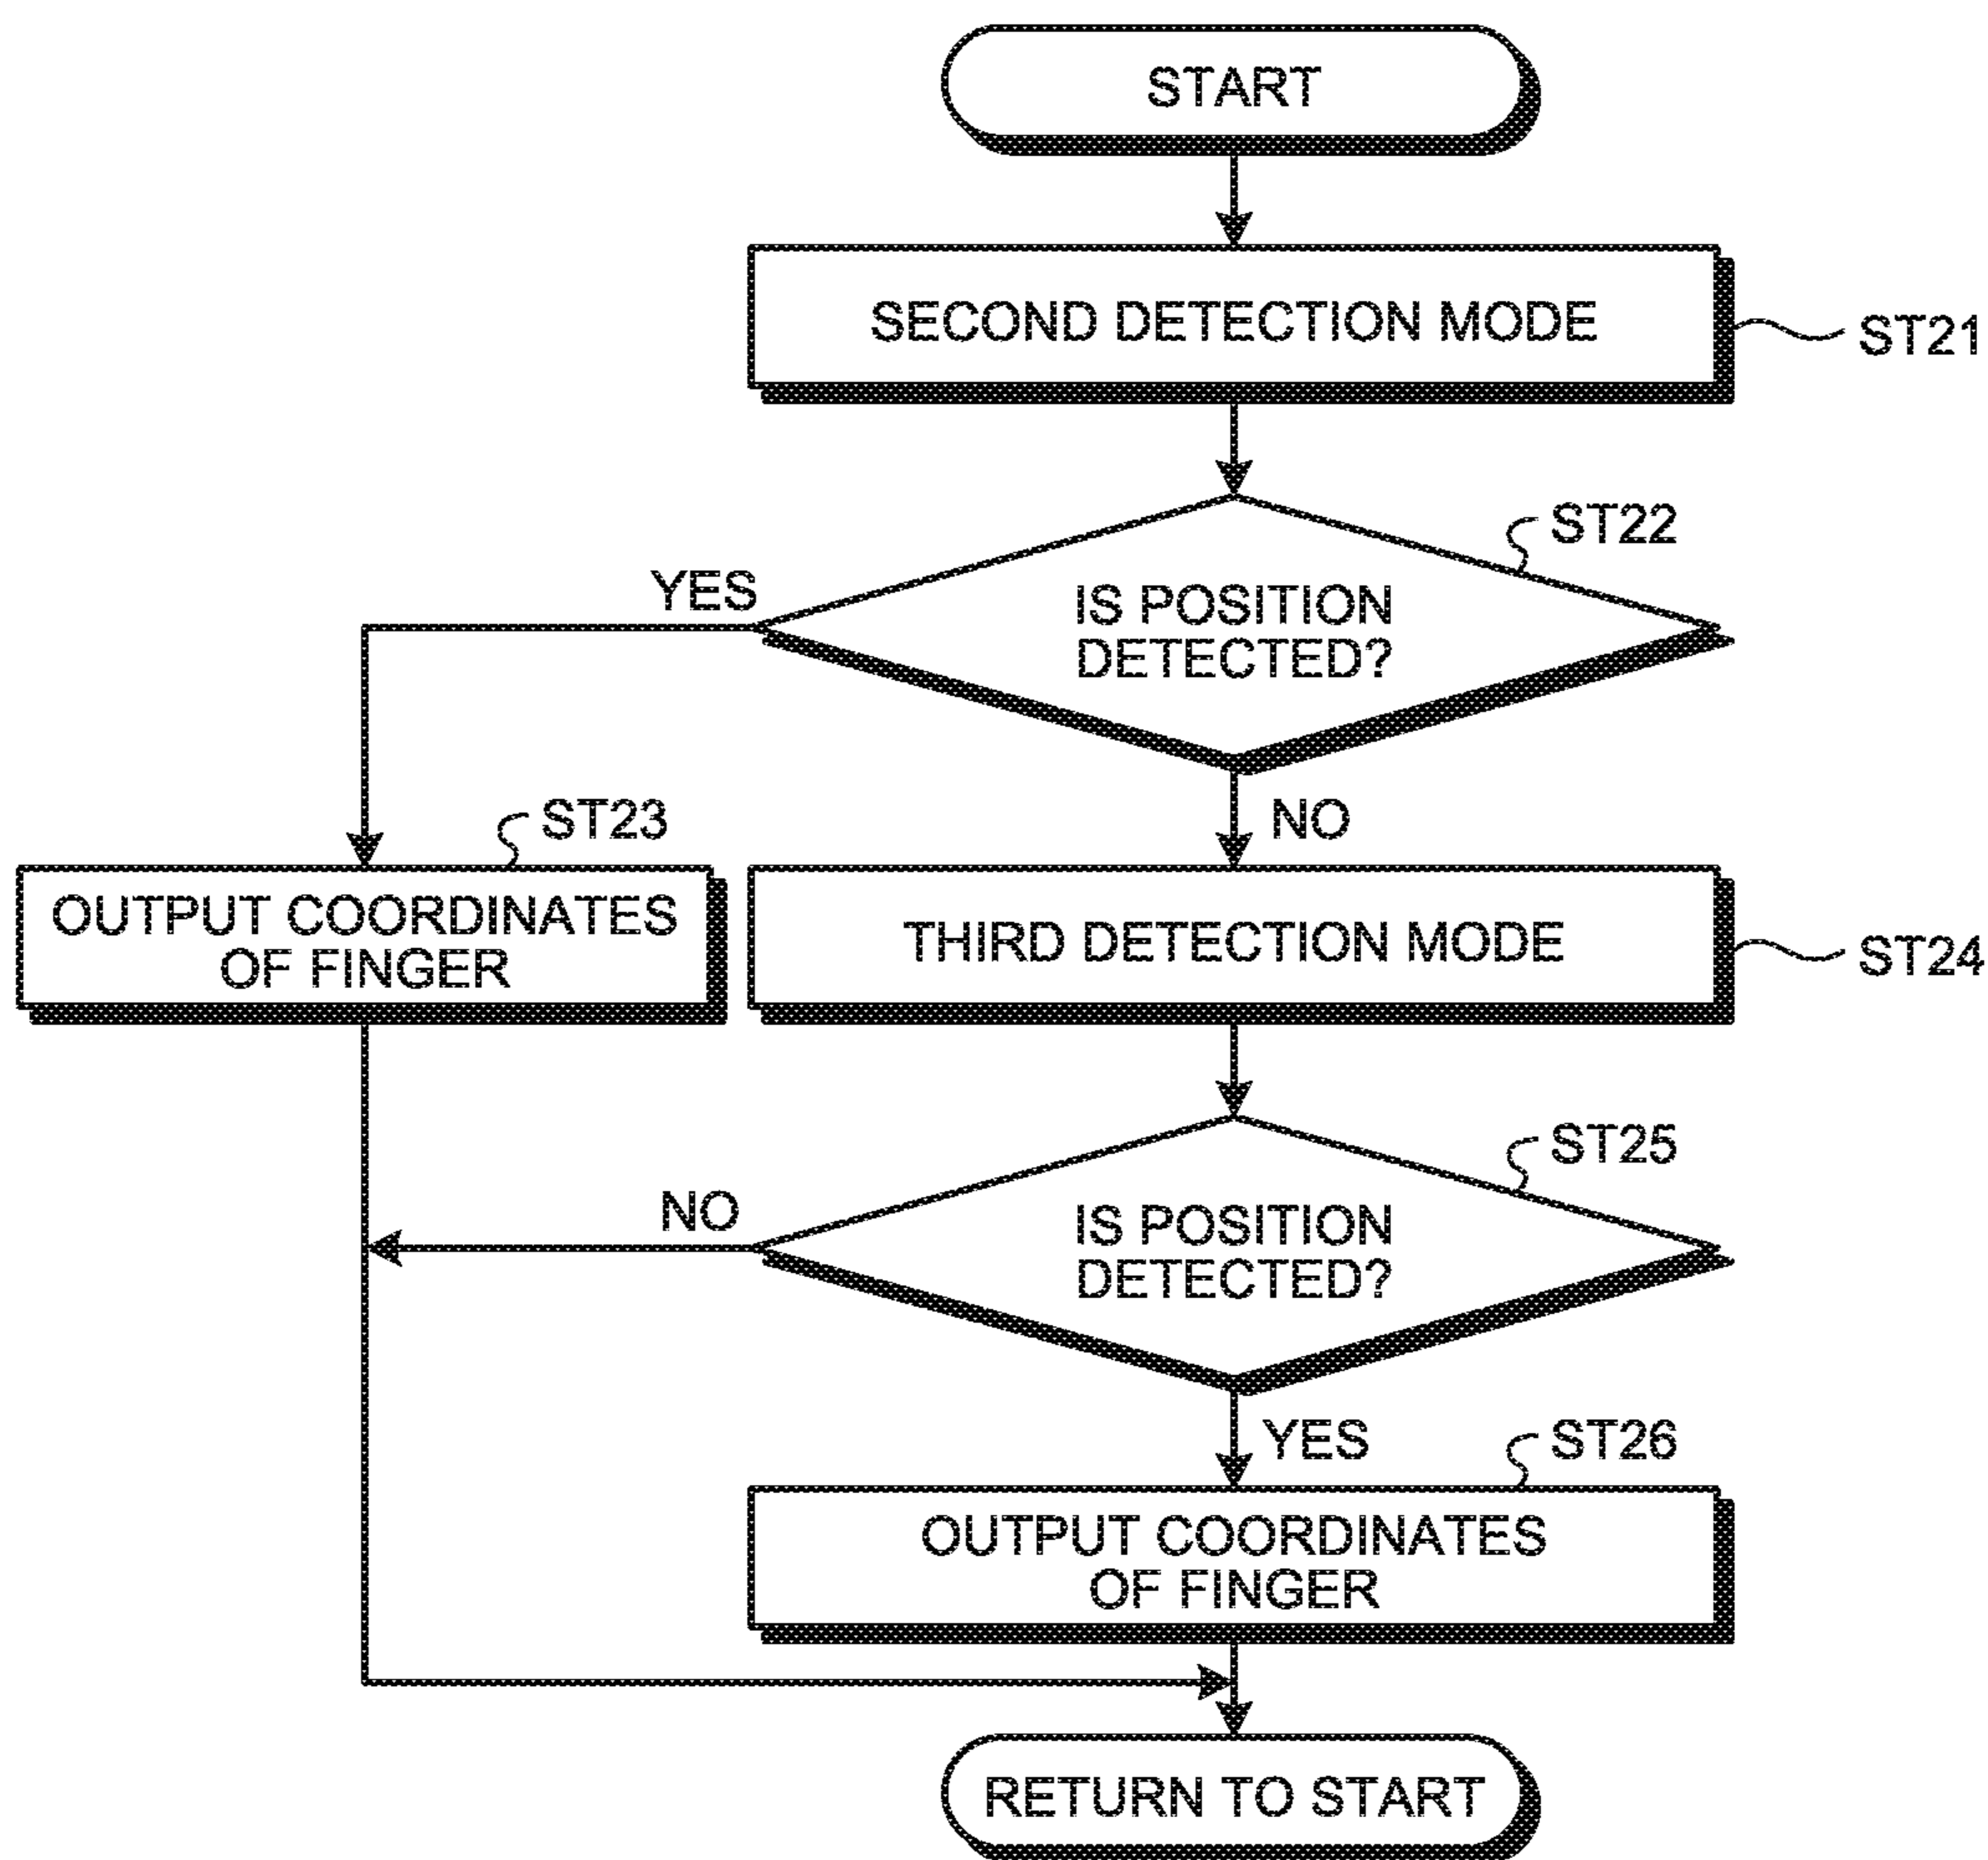 START
SECOND DETECTION MODE
ST21
ST22
YES
IS POSITION
DETECTED?
NO
ST23
OUTPUT COORDINATES
OF FINGER
THIRD DETECTION MODE
ST24
ST25
NO
IS POSITION
DETECTED?
YES
ST26
OUTPUT COORDINATES
OF FINGER
RETURN TO START